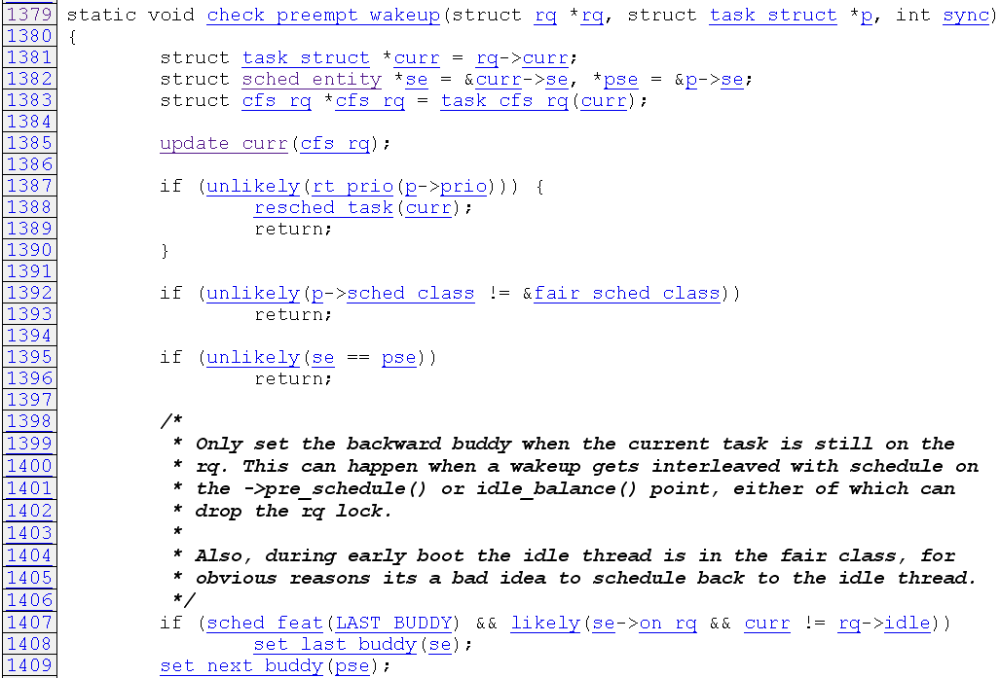 1379 static void check_preempt_wakeup(struct rq *rq, struct task_struct *p, int sync)
1380 {
1381         struct task_struct *curr = rq->curr;
1382         struct sched_entity *se = &curr->se, *pse = &p->se;
1383         struct cfs_rq *cfs_rq = task_cfs_rq(curr);
1384
1385         update_curr(cfs_rq);
1386
1387         if (unlikely(rt_prio(p->prio))) {
1388                 resched_task(curr);
1389                 return;
1390         }
1391
1392         if (unlikely(p->sched_class != &fair_sched_class))
1393                 return;
1394
1395         if (unlikely(se == pse))
1396                 return;
1397
1398         /*
1399          * Only set the backward buddy when the current task is still on the
1400          * rq. This can happen when a wakeup gets interleaved with schedule on
1401          * the ->pre_schedule() or idle_balance() point, either of which can
1402          * drop the rq lock.
1403          *
1404          * Also, during early boot the idle thread is in the fair class, for
1405          * obvious reasons its a bad idea to schedule back to the idle thread.
1406          */
1407         if (sched_feat(LAST_BUDDY) && likely(se->on_rq && curr != rq->idle))
1408                 set_last_buddy(se);
1409         set_next_buddy(pse);